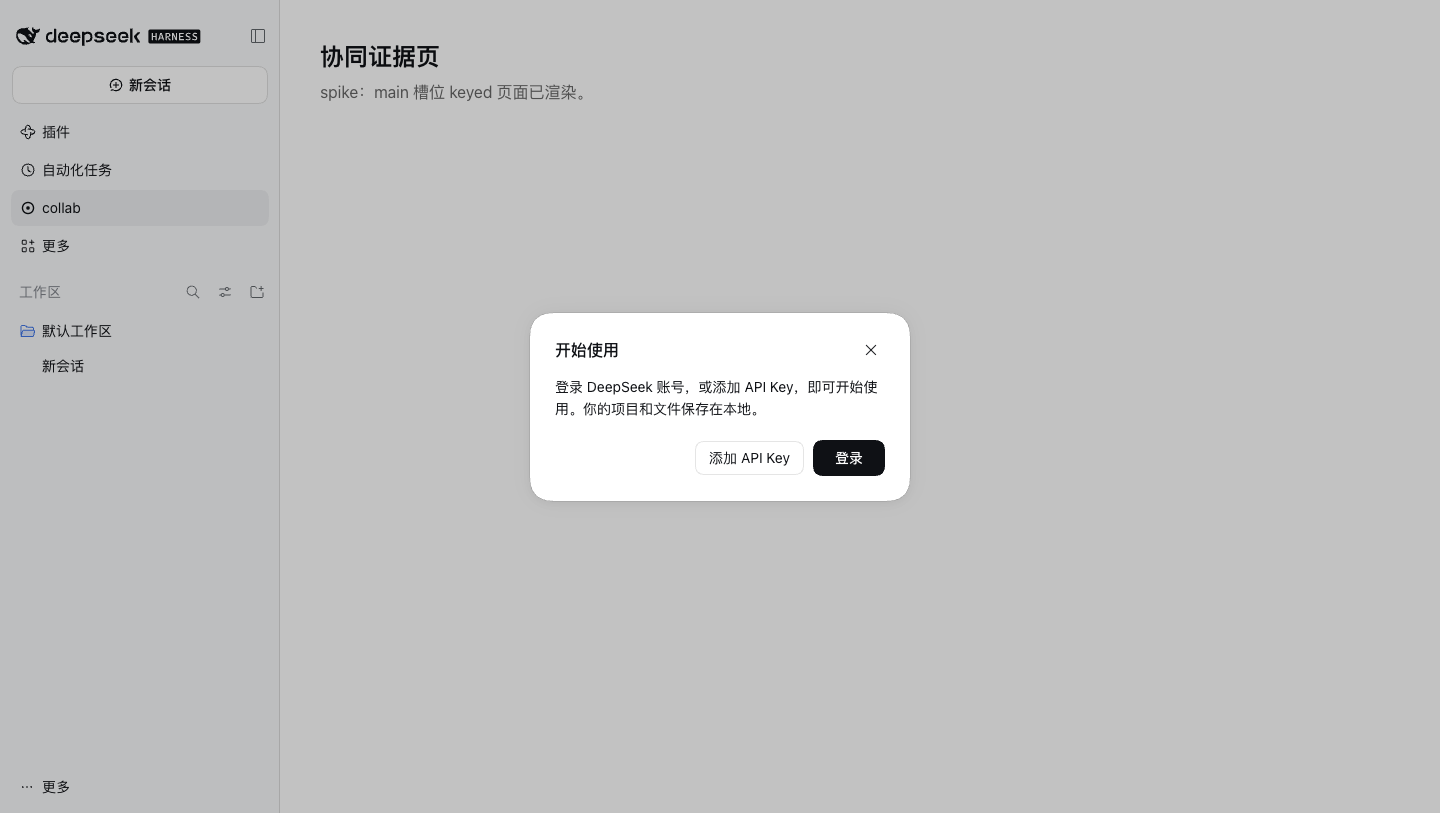 deepseek HARNESS
新会话
插件
自动化任务
collab
更多
工作区
默认工作区
新会话
更多
协同证据页
spike：main 槽位 keyed 页面已渲染。
开始使用
登录 DeepSeek 账号，或添加 API Key，即可开始使
用。你的项目和文件保存在本地。
添加 API Key
登录